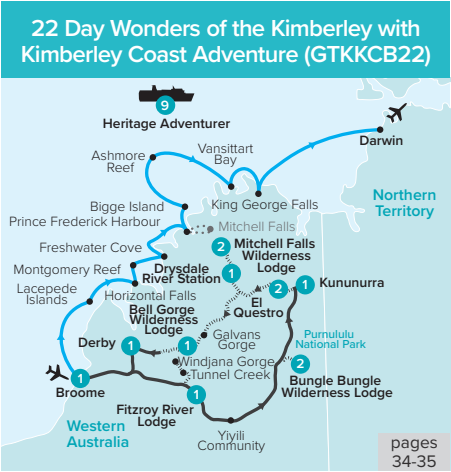 22 Day Wonders of the Kimberley with
Kimberley Coast Adventure (GTKKCB22)
9
Heritage Adventurer
Darwin
Ashmore
Reef
Vansittart
Bay
King George Falls
Northern
Territory
Bigge Island
Prince Frederick Harbour
Mitchell Falls
Freshwater Cove
2
Mitchell Falls
Wilderness
Lodge
Montgomery Reef
Drysdale
River Station
1
2
1
Kununurra
Lacepede
Islands
Horizontal Falls
El
Questro
Bell Gorge
Wilderness
Lodge
Galvans
Gorge
Purnululu
National Park
Derby
1
1
Windjana Gorge
Tunnel Creek
2
Bungle Bungle
Wilderness Lodge
1
Broome
1
Fitzroy River
Lodge
Yiyili
Community
Western
Australia
pages
34-35